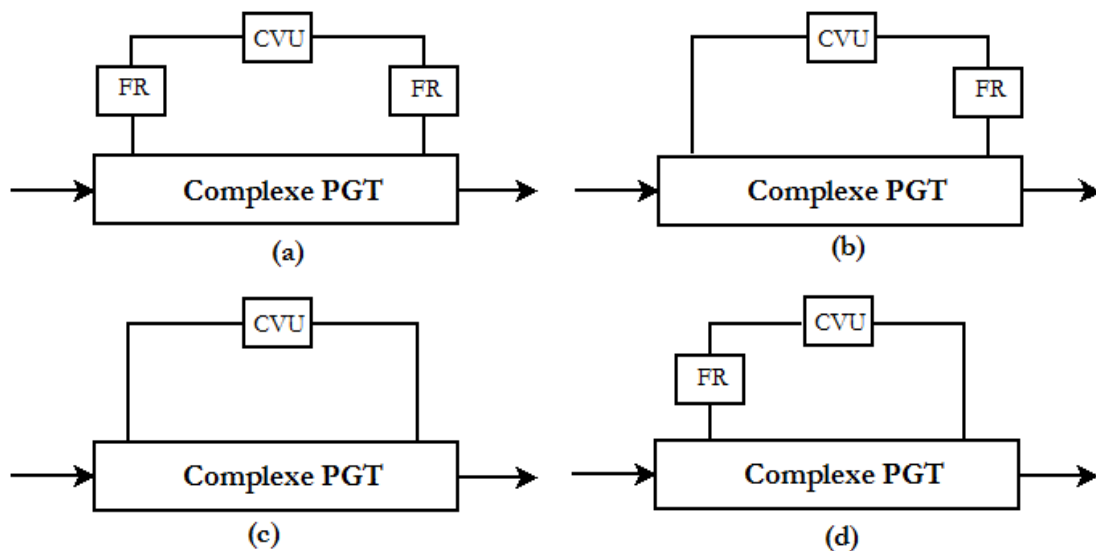 CVU
FR
FR
Complexe PGT
(a)
CVU
FR
Complexe PGT
(b)
CVU
Complexe PGT
(c)
CVU
FR
Complexe PGT
(d)